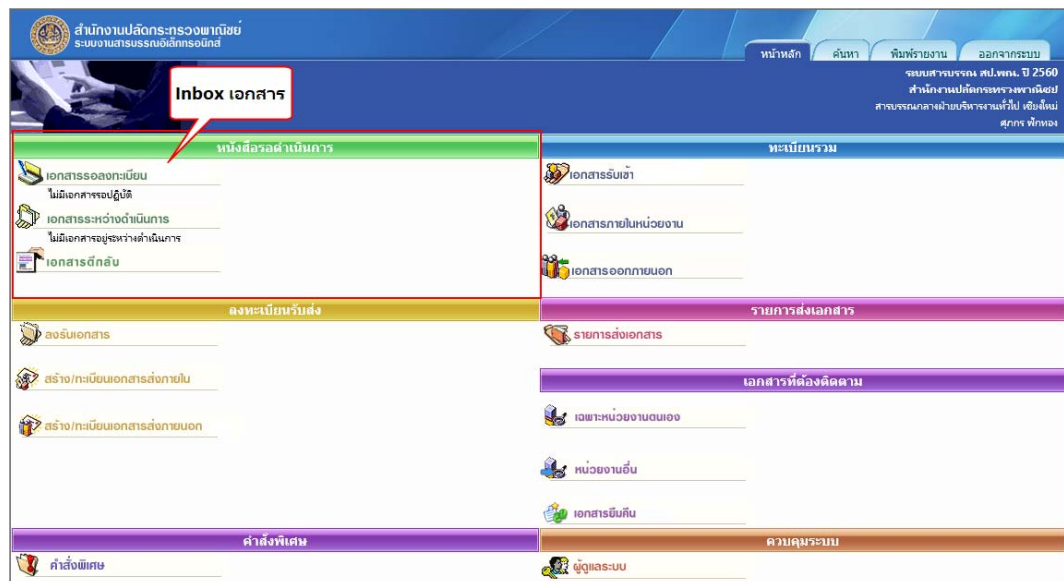 สำนักงานปลัดกระทรวงพาณิชย์
ระบบงานสารบรรณอิเล็กทรอนิกส์
หน้าหลัก ค้นหา พิมพ์รายงาน ออกจากระบบ
ระบบสารบรรณ สป.พณ. ปี 2560
สำนักงานปลัดกระทรวงพาณิชย์
สารบรรณกลางฝ่ายบริหารงานทั่วไป เชียงใหม่
ศุภกร ฟักทอง
Inbox เอกสาร
หนังสือรอดำเนินการ
เอกสารรอลงทะเบียน
ไม่มีเอกสารรอปฏิบัติ
เอกสารระหว่างดำเนินการ
ไม่มีเอกสารอยู่ระหว่างดำเนินการ
เอกสารตีกลับ
ทะเบียนรวม
เอกสารรับเข้า
เอกสารภายในหน่วยงาน
เอกสารออกภายนอก
ลงทะเบียนรับส่ง
ลงรับเอกสาร
สร้าง/ทะเบียนเอกสารส่งภายใน
สร้าง/ทะเบียนเอกสารส่งภายนอก
รายการส่งเอกสาร
รายการส่งเอกสาร
เอกสารที่ต้องติดตาม
เฉพาะหน่วยงานตนเอง
หน่วยงานอื่น
เอกสารยืมคืน
คำสั่งพิเศษ
คำสั่งพิเศษ
ควบคุมระบบ
ผู้ดูแลระบบ